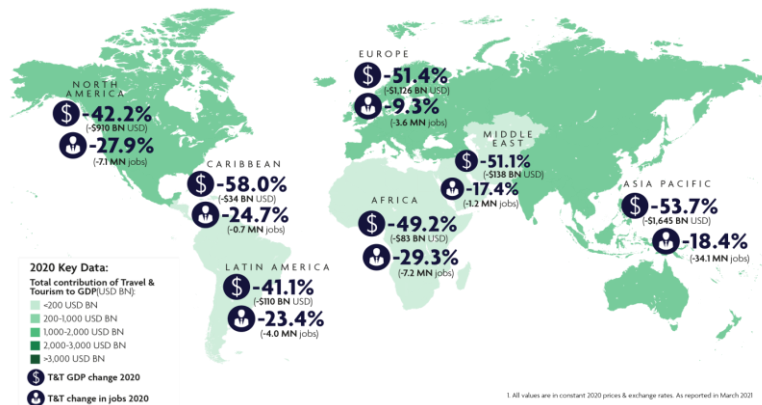 NORTH
AMERICA
-42.2%
(-$910 BN USD)
-27.9%
(-7.1 MN jobs)
EUROPE
-51.4%
(-$1,126 BN USD)
-9.3%
(-3.6 MN jobs)
CARIBBEAN
-58.0%
(-$34 BN USD)
-24.7%
(-0.7 MN jobs)
MIDDLE
EAST
-51.1%
(-$138 BN USD)
-17.4%
(-1.2 MN jobs)
AFRICA
-49.2%
(-$83 BN USD)
-29.3%
(-7.2 MN jobs)
ASIA PACIFIC
-53.7%
(-$1,645 BN USD)
-18.4%
(-34.1 MN jobs)
LATIN AMERICA
-41.1%
(-$110 BN USD)
-23.4%
(-4.0 MN jobs)
2020 Key Data:
Total contribution of Travel &
Tourism to GDP(USD BN):
<200 USD BN
200-1,000 USD BN
1,000-2,000 USD BN
2,000-3,000 USD BN
>3,000 USD BN
$ T&T GDP change 2020
T&T change in jobs 2020
1. All values are in constant 2020 prices & exchange rates. As reported in March 2021